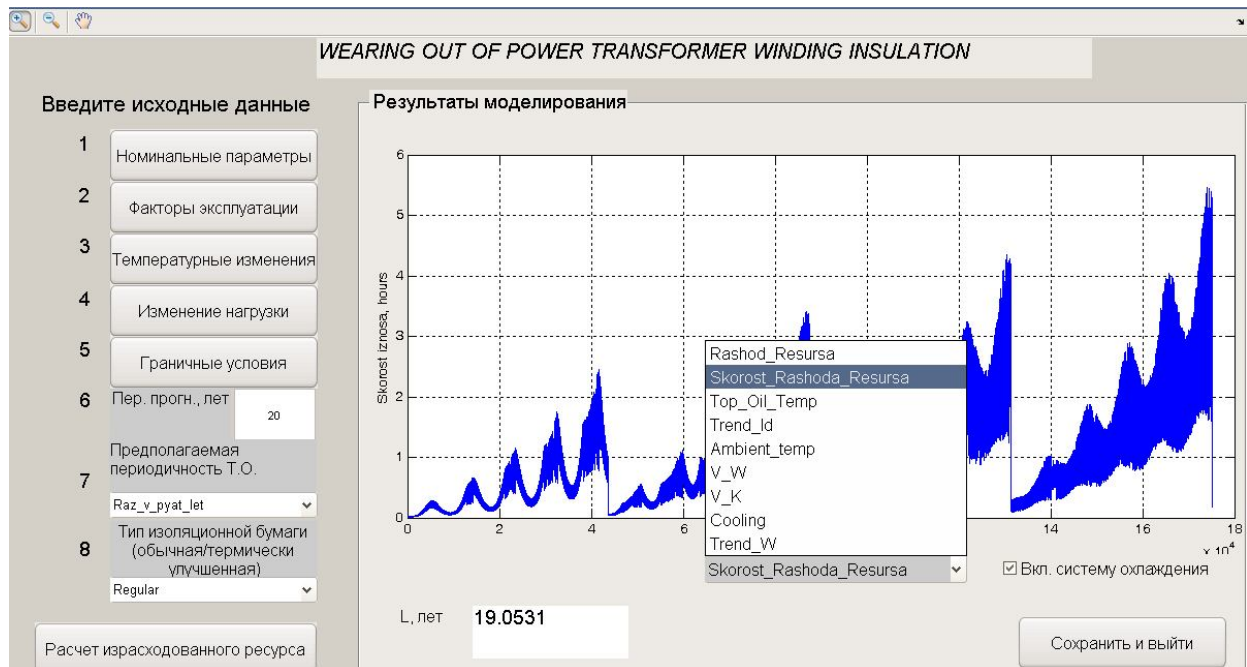 WEARING OUT OF POWER TRANSFORMER WINDING INSULATION
Введите исходные данные
1
Номинальные параметры
2
Факторы эксплуатации
3
Температурные изменения
4
Изменение нагрузки
5
Граничные условия
6
Пер. прогн., лет
20
7
Предполагаемая
периодичность Т.О.
Raz_v_pyat_let
8
Тип изоляционной бумаги
(обычная/термически
улучшенная)
Regular
Расчет израсходованного ресурса
Результаты моделирования
Skorost iznosa, hours
6
5
4
3
2
1
0
0
2
4
6
14
16
18
x 10⁴
Rashod_Resursa
Skorost_Rashoda_Resursa
Top_Oil_Temp
Trend_Id
Ambient_temp
V_W
V_K
Cooling
Trend_W
Skorost_Rashoda_Resursa
Вкл. систему охлаждения
L, лет
19.0531
Сохранить и выйти